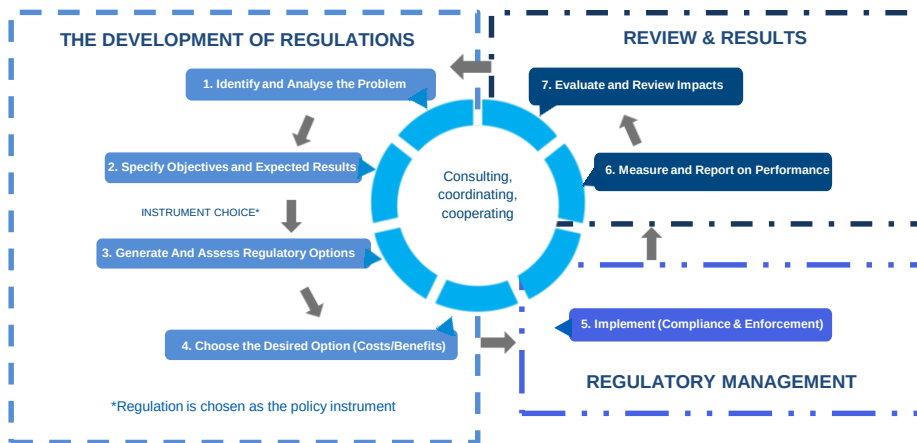 THE DEVELOPMENT OF REGULATIONS
1. Identify and Analyse the Problem
2. Specify Objectives and Expected Results
INSTRUMENT CHOICE*
3. Generate And Assess Regulatory Options
4. Choose the Desired Option (Costs/Benefits)
*Regulation is chosen as the policy instrument
Consulting,
coordinating,
cooperating
REVIEW & RESULTS
7. Evaluate and Review Impacts
6. Measure and Report on Performance
5. Implement (Compliance & Enforcement)
REGULATORY MANAGEMENT